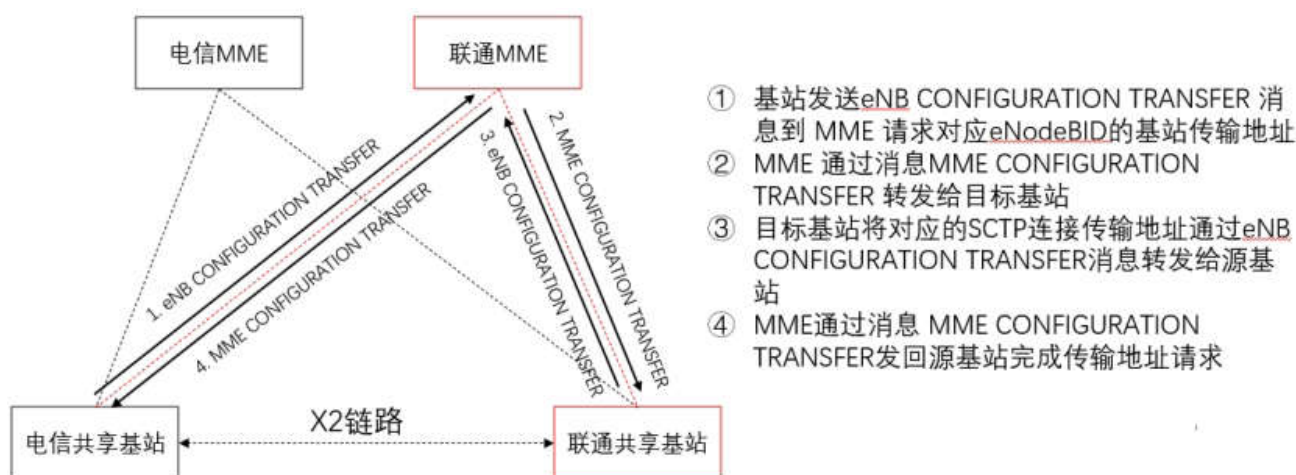 电信MME
联通MME
1. eNB CONFIGURATION TRANSFER
4. MME CONFIGURATION TRANSFER
3. eNB CONFIGURATION TRANSFER
2. MME CONFIGURATION TRANSFER
电信共享基站
X2链路
联通共享基站
① 基站发送eNB CONFIGURATION TRANSFER 消
息到 MME 请求对应eNodeBID的基站传输地址
② MME 通过消息MME CONFIGURATION
TRANSFER 转发给目标基站
③ 目标基站将对应的SCTP连接传输地址通过eNB
CONFIGURATION TRANSFER消息转发给源基
站
④ MME通过消息 MME CONFIGURATION
TRANSFER发回源基站完成传输地址请求